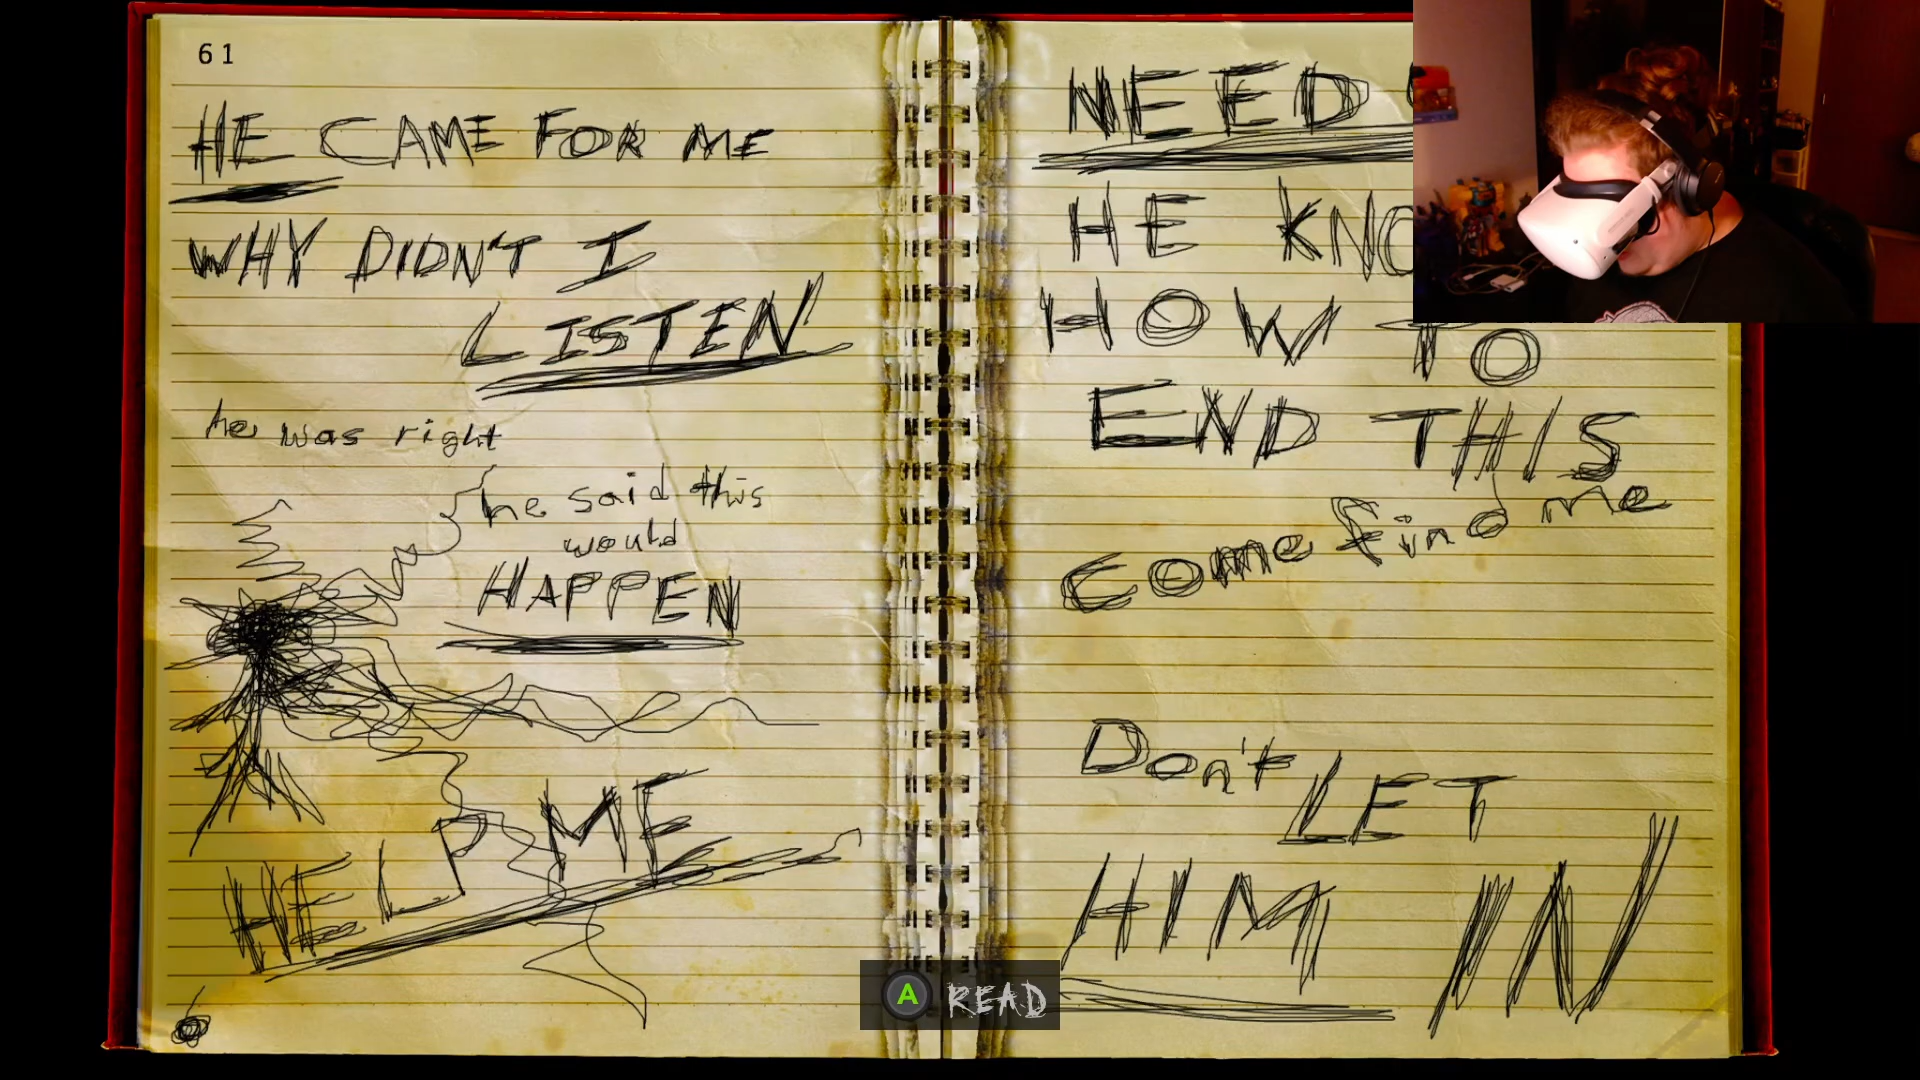 61
HE CAME FOR ME
WHY DIDN'T I
LISTEN
he was right
he said this
would
HAPPEN
HELP ME
NEED
HE
HOW TO
END THIS
come find me
Don't LET
HIM IN
A READ